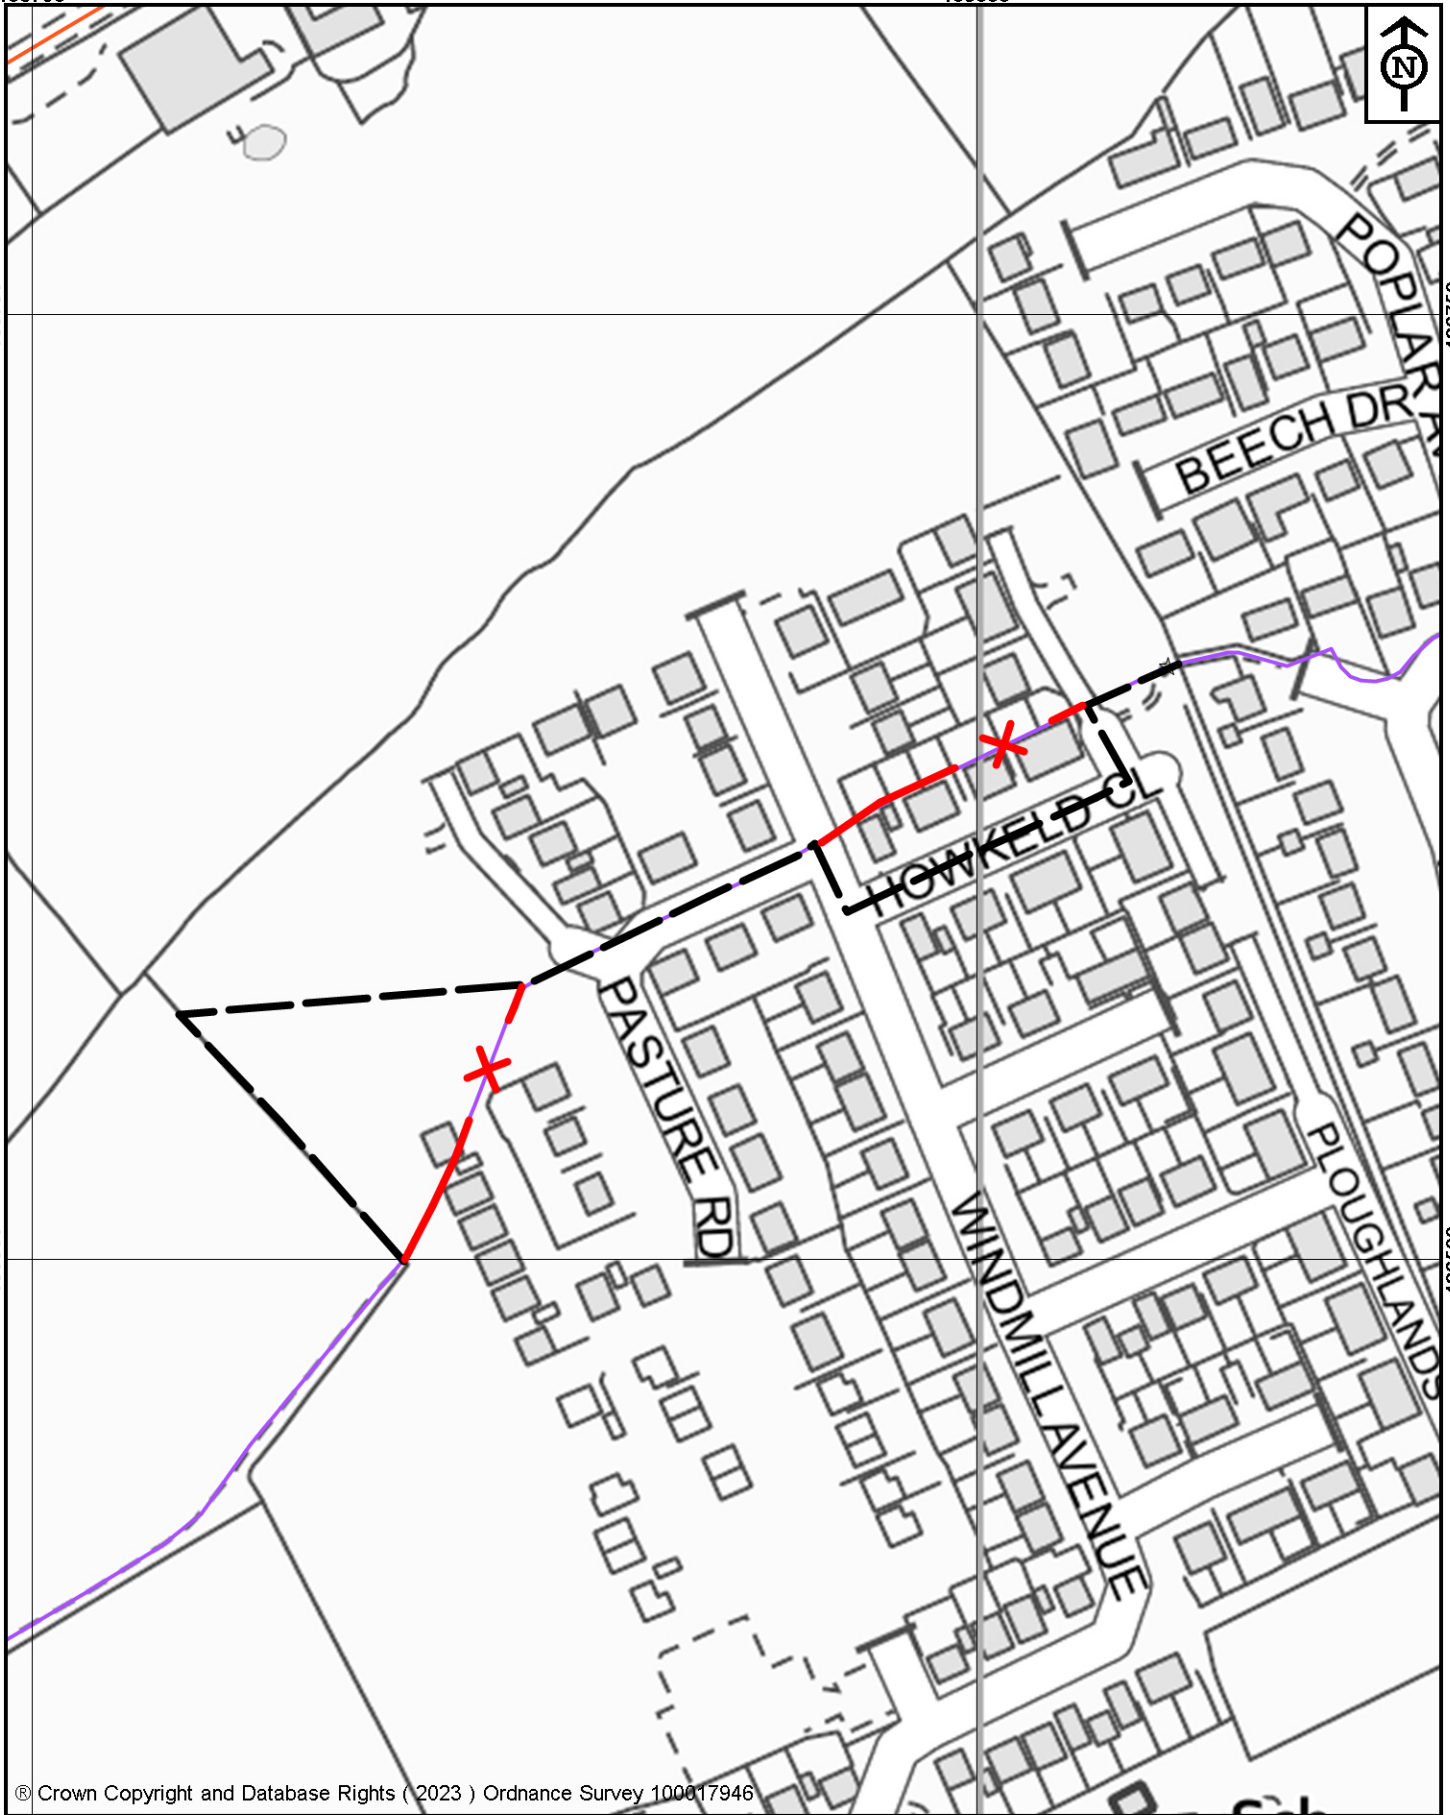 N
POPLAR AV
BEECH DR
HOWKELD CL
PASTURE RD
WINDMILL AVENUE
PLOUGHLANDS
® Crown Copyright and Database Rights ( 2023 ) Ordnance Survey 100017946
Sch